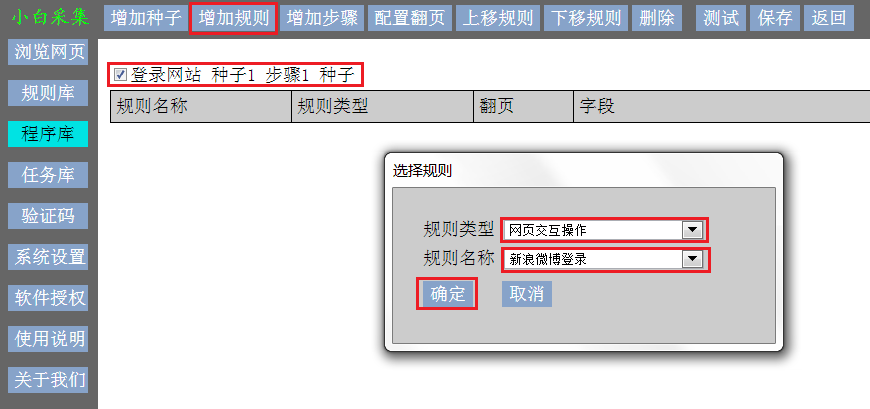 小白采集 增加种子 增加规则 增加步骤 配置翻页 上移规则 下移规则 删除 测试 保存 返回
浏览网页
规则库
程序库
任务库
验证码
系统设置
软件授权
使用说明
关于我们
登录网站 种子1 步骤1 种子
规则名称 规则类型 翻页 字段
选择规则
规则类型 网页交互操作
规则名称 新浪微博登录
确定 取消